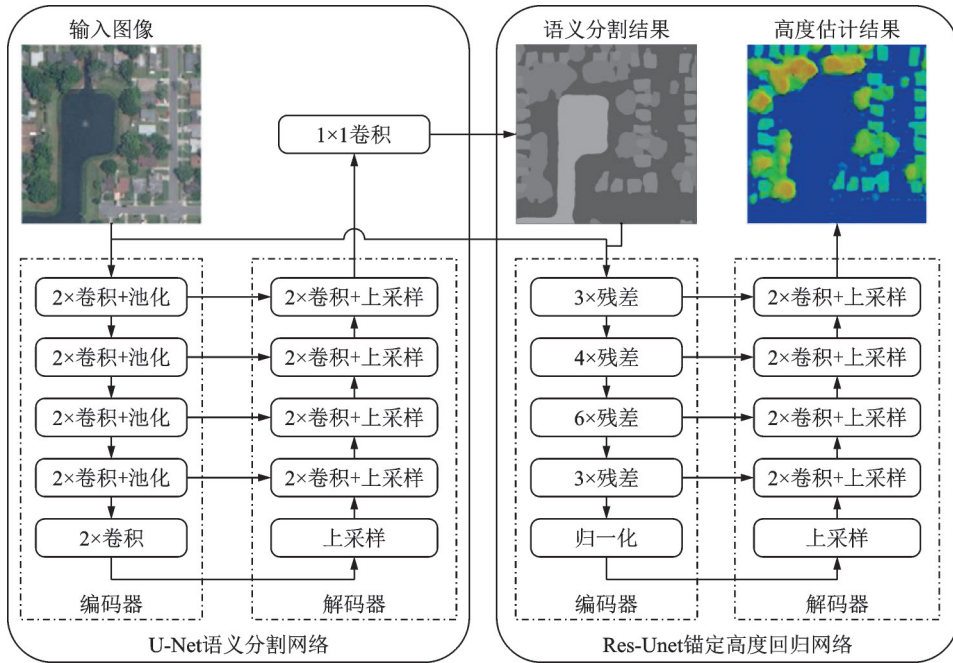 输入图像
语义分割结果
高度估计结果
1×1卷积
2×卷积+池化
2×卷积+池化
2×卷积+池化
2×卷积+池化
2×卷积
编码器
2×卷积+上采样
2×卷积+上采样
2×卷积+上采样
2×卷积+上采样
上采样
解码器
U-Net语义分割网络
3×残差
4×残差
6×残差
3×残差
归一化
编码器
2×卷积+上采样
2×卷积+上采样
2×卷积+上采样
2×卷积+上采样
上采样
解码器
Res-Unet锚定高度回归网络